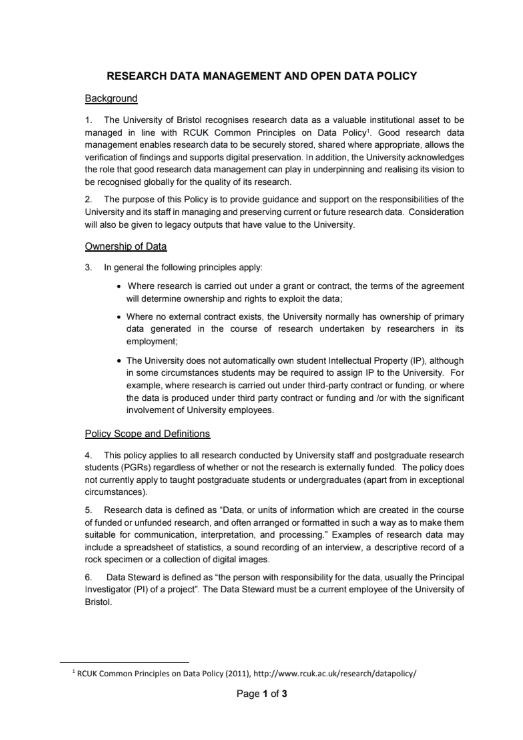 RESEARCH DATA MANAGEMENT AND OPEN DATA POLICY
Background
1. The University of Bristol recognises research data as a valuable institutional asset to be
managed in line with RCUK Common Principles on Data Policy¹. Good research data
management enables research data to be securely stored, shared where appropriate, allows the
verification of findings and supports digital preservation. In addition, the University acknowledges
the role that good research data management can play in underpinning and realising its vision to
be recognised globally for the quality of its research.
2. The purpose of this Policy is to provide guidance and support on the responsibilities of the
University and its staff in managing and preserving current or future research data. Consideration
will also be given to legacy outputs that have value to the University.
Ownership of Data
3. In general the following principles apply:
• Where research is carried out under a grant or contract, the terms of the agreement
will determine ownership and rights to exploit the data;
• Where no external contract exists, the University normally has ownership of primary
data generated in the course of research undertaken by researchers in its
employment;
• The University does not automatically own student Intellectual Property (IP), although
in some circumstances students may be required to assign IP to the University. For
example, where research is carried out under third-party contract or funding, or where
the data is produced under third party contract or funding and /or with the significant
involvement of University employees.
Policy Scope and Definitions
4. This policy applies to all research conducted by University staff and postgraduate research
students (PGRs) regardless of whether or not the research is externally funded. The policy does
not currently apply to taught postgraduate students or undergraduates (apart from in exceptional
circumstances).
5. Research data is defined as “Data, or units of information which are created in the course
of funded or unfunded research, and often arranged or formatted in such a way as to make them
suitable for communication, interpretation, and processing.” Examples of research data may
include a spreadsheet of statistics, a sound recording of an interview, a descriptive record of a
rock specimen or a collection of digital images.
6. Data Steward is defined as “the person with responsibility for the data, usually the Principal
Investigator (PI) of a project”. The Data Steward must be a current employee of the University of
Bristol.
¹ RCUK Common Principles on Data Policy (2011), http://www.rcuk.ac.uk/research/datapolicy/
Page 1 of 3